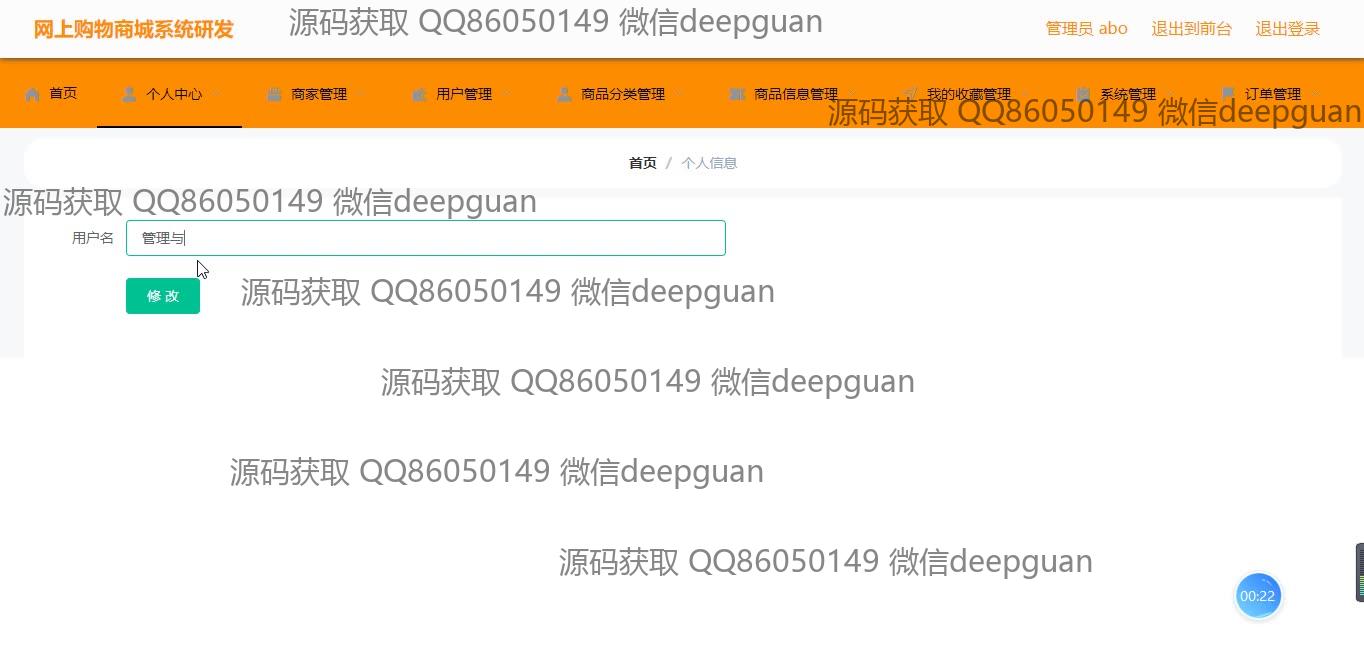 网上购物商城系统研发
源码获取 QQ86050149 微信deepguan
管理员 abo 退出到前台 退出登录
首页 个人中心 商家管理 用户管理 商品分类管理 商品信息管理 我的收藏管理 系统管理 订单管理
源码获取 QQ86050149 微信deepguan
首页 / 个人信息
源码获取 QQ86050149 微信deepguan
用户名 管理与
修 改
源码获取 QQ86050149 微信deepguan
源码获取 QQ86050149 微信deepguan
源码获取 QQ86050149 微信deepguan
源码获取 QQ86050149 微信deepguan
00:22